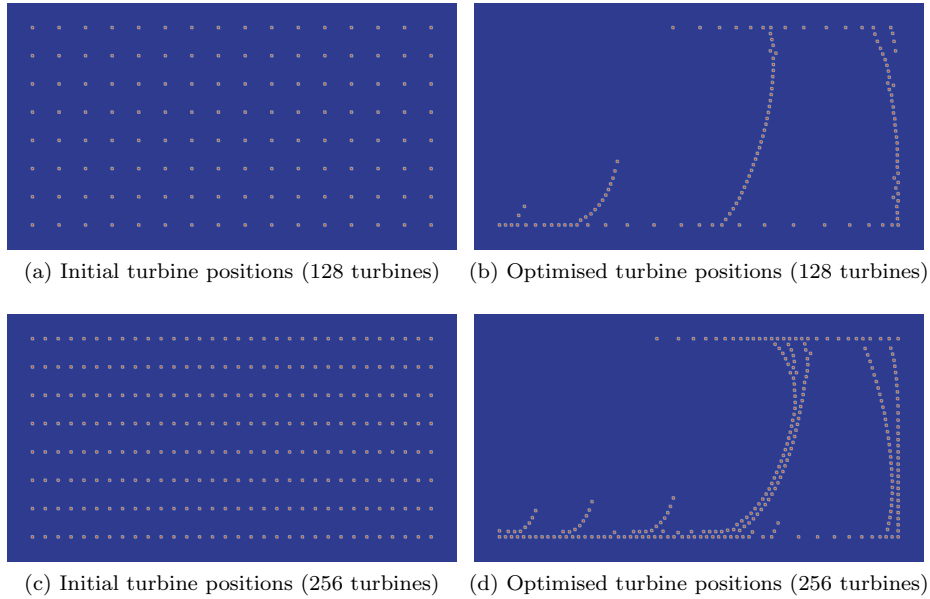 (a) Initial turbine positions (128 turbines)
(b) Optimised turbine positions (128 turbines)
(c) Initial turbine positions (256 turbines)
(d) Optimised turbine positions (256 turbines)